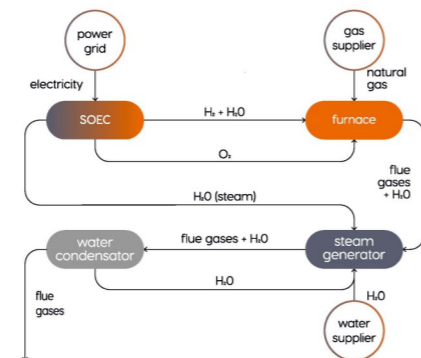 power
grid
gas
supplier
electricity
natural
gas
SOEC
H₂ + H₂O
furnace
O₂
flue
gases
+ H₂O
H₂O (steam)
water
condensator
flue gases + H₂O
steam
generator
H₂O
flue
gases
H₂O
water
supplier